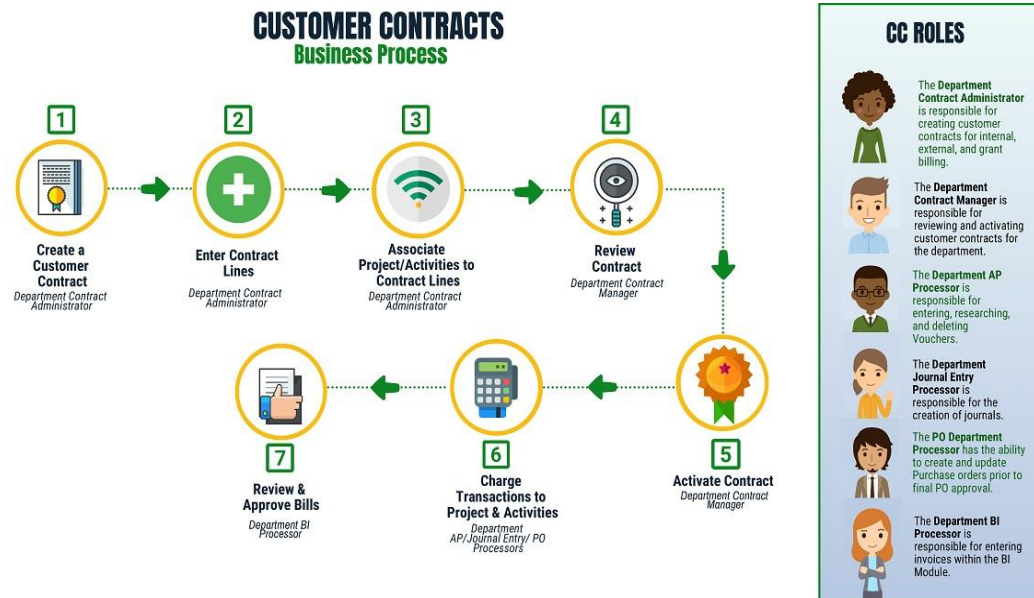 CUSTOMER CONTRACTS
Business Process
1
Create a
Customer
Contract
Department Contract
Administrator
2
Enter Contract
Lines
Department Contract
Administrator
3
Associate
Project/Activities to
Contract Lines
Department Contract
Administrator
4
Review
Contract
Department Contract
Manager
5
Activate Contract
Department Contract
Manager
6
Charge
Transactions to
Project & Activities
Department
AP/Journal Entry/ PO
Processors
7
Review &
Approve Bills
Department BI
Processor
CC ROLES
The Department
Contract Administrator
is responsible for
creating customer
contracts for internal,
external, and grant
billing.
The Department
Contract Manager is
responsible for
reviewing and activating
customer contracts for
the department.
The Department AP
Processor is
responsible for
entering, researching,
and deleting
Vouchers.
The Department
Journal Entry
Processor is
responsible for the
creation of journals.
The PO Department
Processor has the ability
to create and update
Purchase orders prior to
final PO approval.
The Department BI
Processor is
responsible for entering
invoices within the BI
Module.